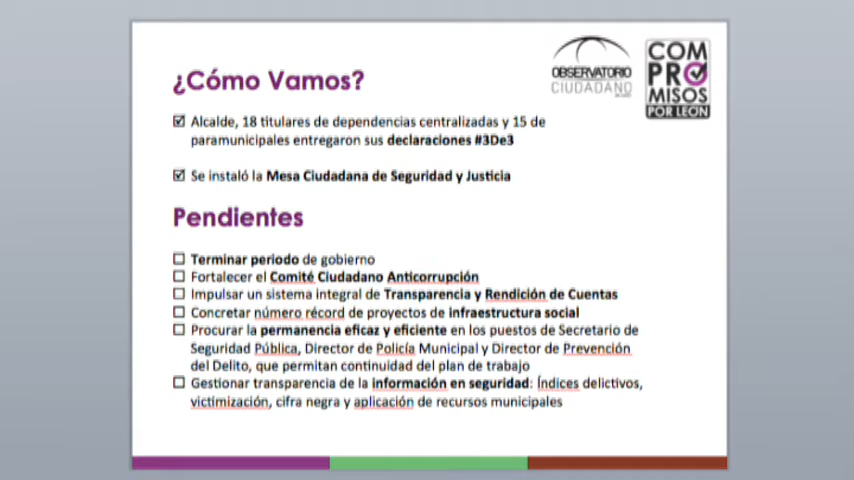 OBSERVATORIO
CIUDADANO
COM
PRO
MISOS
POR LEÓN
¿Cómo Vamos?
Alcalde, 18 titulares de dependencias centralizadas y 15 de
paramunicipales entregaron sus declaraciones #3De3
Se instaló la Mesa Ciudadana de Seguridad y Justicia
Pendientes
Terminar periodo de gobierno
Fortalecer el Comité Ciudadano Anticorrupción
Impulsar un sistema integral de Transparencia y Rendición de Cuentas
Concretar número récord de proyectos de infraestructura social
Procurar la permanencia eficaz y eficiente en los puestos de Secretario de
Seguridad Pública, Director de Policía Municipal y Director de Prevención
del Delito, que permitan continuidad del plan de trabajo
Gestionar transparencia de la información en seguridad: Índices delictivos,
victimización, cifra negra y aplicación de recursos municipales